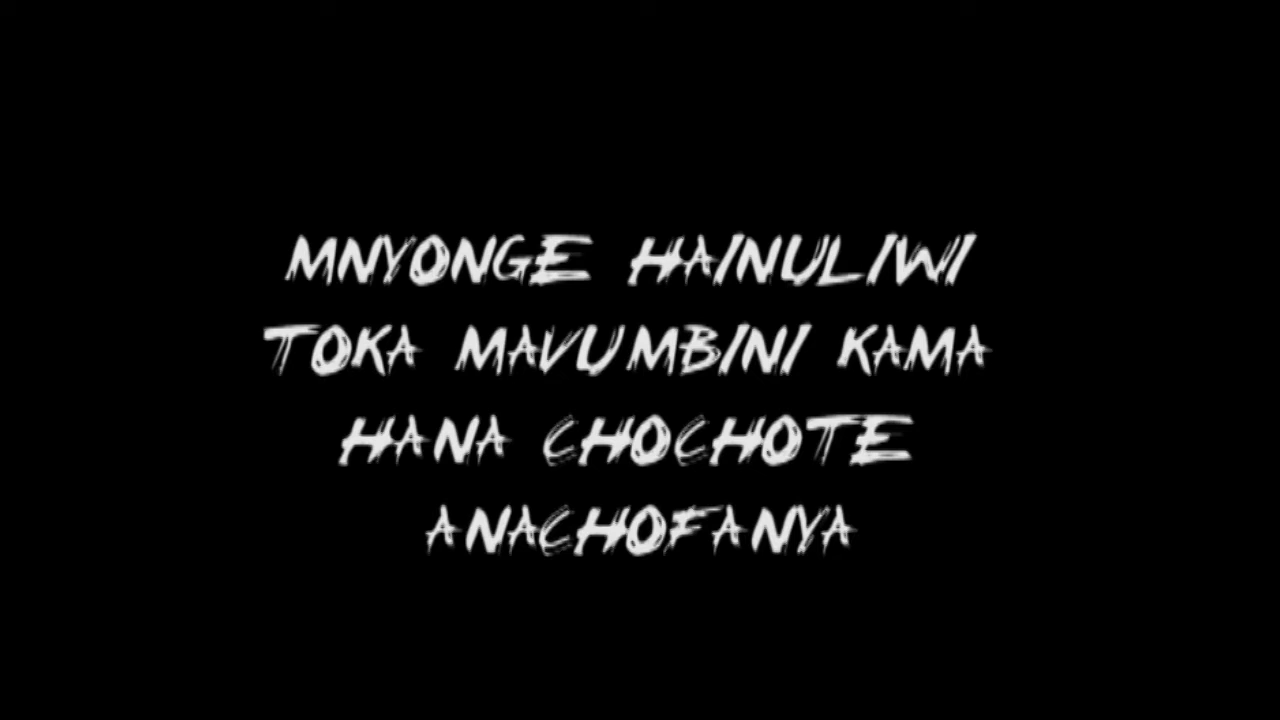 MNYONGE HAINULIWI
TOKA MAVUMBINI KAMA
HANA CHOCHOTE
ANACHOFANYA